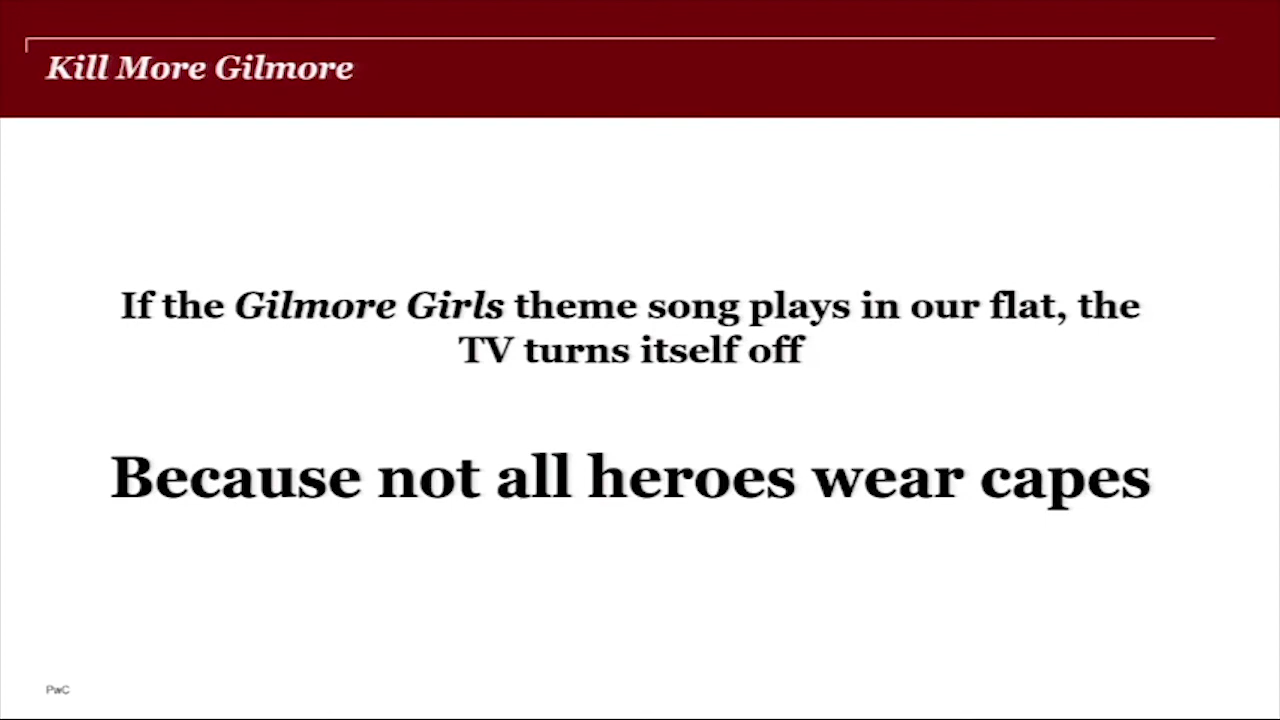 Kill More Gilmore
If the Gilmore Girls theme song plays in our flat, the
TV turns itself off
Because not all heroes wear capes
PwC